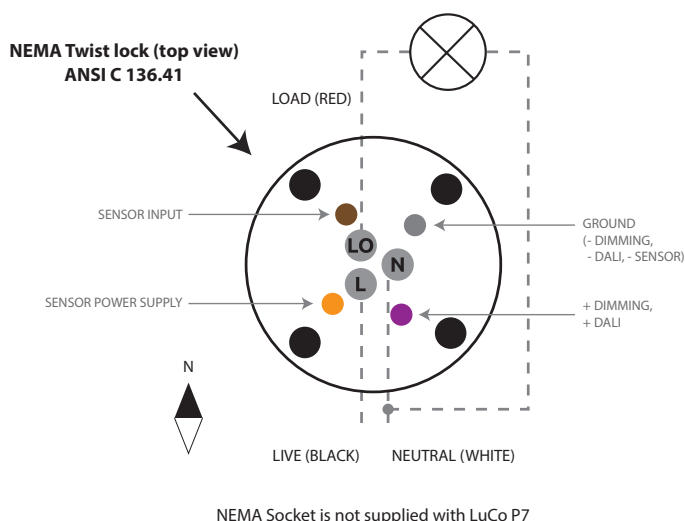 NEMA Twist lock (top view)
ANSI C 136.41
LOAD (RED)
SENSOR INPUT
LO
N
L
GROUND
(- DIMMING,
- DALI, - SENSOR)
SENSOR POWER SUPPLY
+ DIMMING,
+ DALI
N
LIVE (BLACK)
NEUTRAL (WHITE)
NEMA Socket is not supplied with LuCo P7